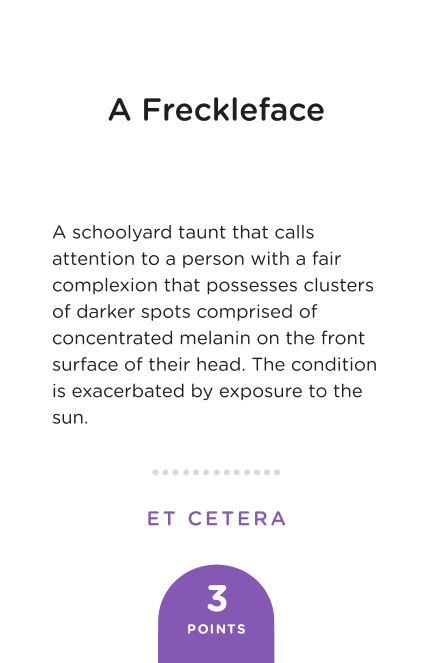 A Freckleface
A schoolyard taunt that calls
attention to a person with a fair
complexion that possesses clusters
of darker spots comprised of
concentrated melanin on the front
surface of their head. The condition
is exacerbated by exposure to the
sun.
ET CETERA
3
POINTS